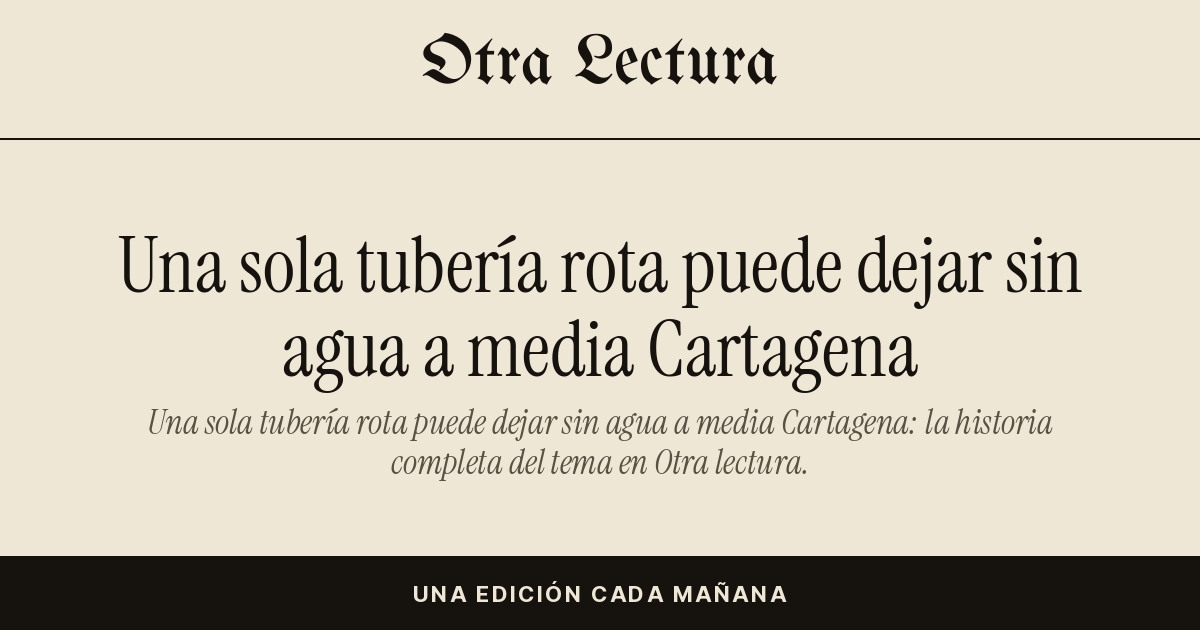 Otra Lectura
Una sola tubería rota puede dejar sin
agua a media Cartagena
Una sola tubería rota puede dejar sin agua a media Cartagena: la historia
completa del tema en Otra lectura.
UNA EDICIÓN CADA MAÑANA